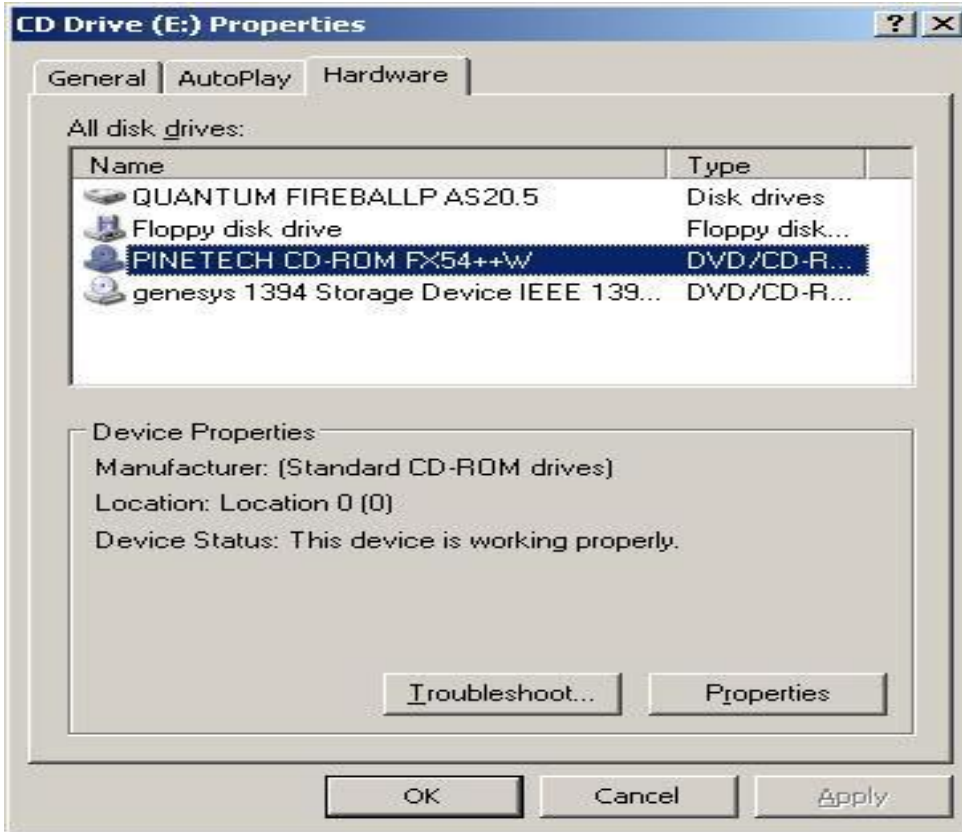 CD Drive (E:) Properties
General AutoPlay Hardware
All disk drives:
Name Type
QUANTUM FIREBALLP AS20.5 Disk drives
Floppy disk drive Floppy disk...
PINETECH CD-ROM FX54++W DVD/CD-R...
genesys 1394 Storage Device IEEE 139... DVD/CD-R...
Device Properties
Manufacturer: (Standard CD-ROM drives)
Location: Location 0 (0)
Device Status: This device is working properly.
Troubleshoot... Properties
OK Cancel Apply